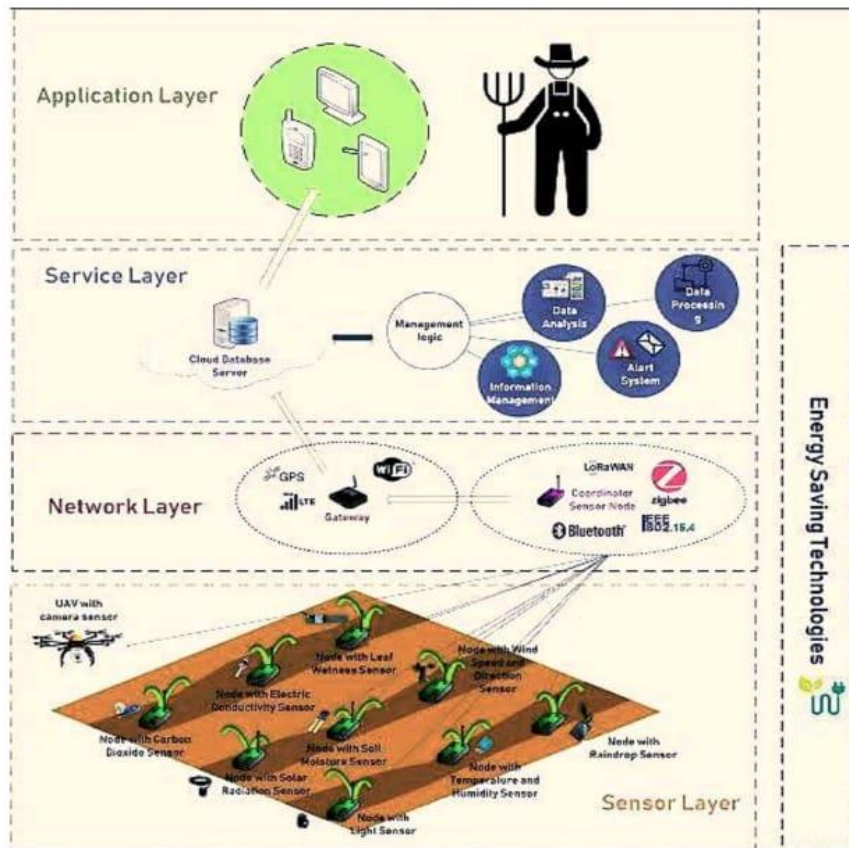 Application Layer
Service Layer
Cloud Database
Server
Management
logic
Data
Analysis
Data
Processin
g
Information
Management
Alart
System
Network Layer
GPS
LTE
Gateway
WiFi
LoRaWAN
Coordinator
Sensor Node
zigbee
Bluetooth
IEEE
802.15.4
UAV with
camera sensor
Node with Leaf
Wetness Sensor
Node with Wind
Speed and
Direction
Sensor
Node with Electric
Conductivity Sensor
Node with Carbon
Dioxide Sensor
Node with Soil
Moisture Sensor
Node with
Raindrop Sensor
Node with Solar
Radiation Sensor
Node with
Temperature and
Humidity Sensor
Node with
Light Sensor
Sensor Layer
Energy Saving Technologies